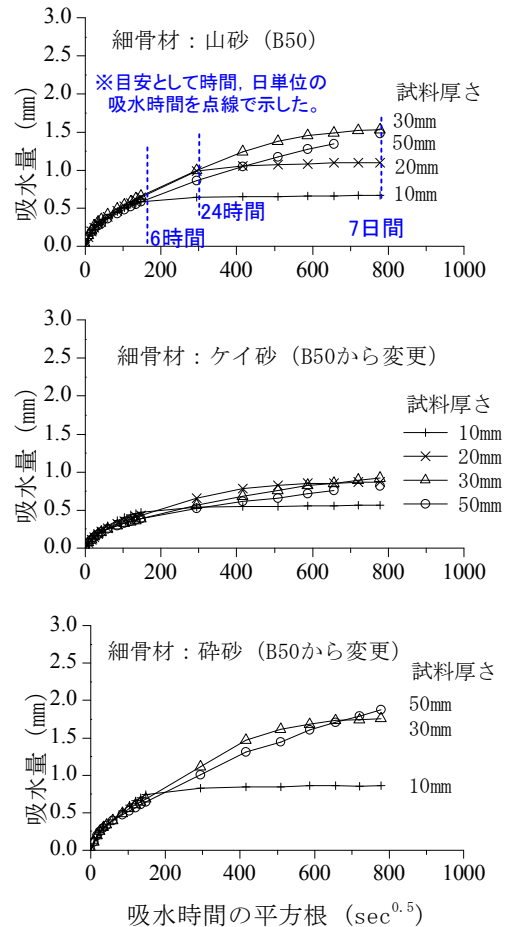 細骨材：山砂（B50）
※目安として時間，日単位の
吸水時間を点線で示した。
試料厚さ
30mm
50mm
20mm
10mm
6時間
24時間
7日間
吸水量 (mm)
3.0
2.5
2.0
1.5
1.0
0.5
0.0
0 200 400 600 800 1000
細骨材：ケイ砂（B50から変更）
試料厚さ
10mm
20mm
30mm
50mm
吸水量 (mm)
3.0
2.5
2.0
1.5
1.0
0.5
0.0
0 200 400 600 800 1000
細骨材：砕砂（B50から変更）
試料厚さ
50mm
30mm
10mm
吸水量 (mm)
3.0
2.5
2.0
1.5
1.0
0.5
0.0
0 200 400 600 800 1000
吸水時間の平方根 (sec^0.5)